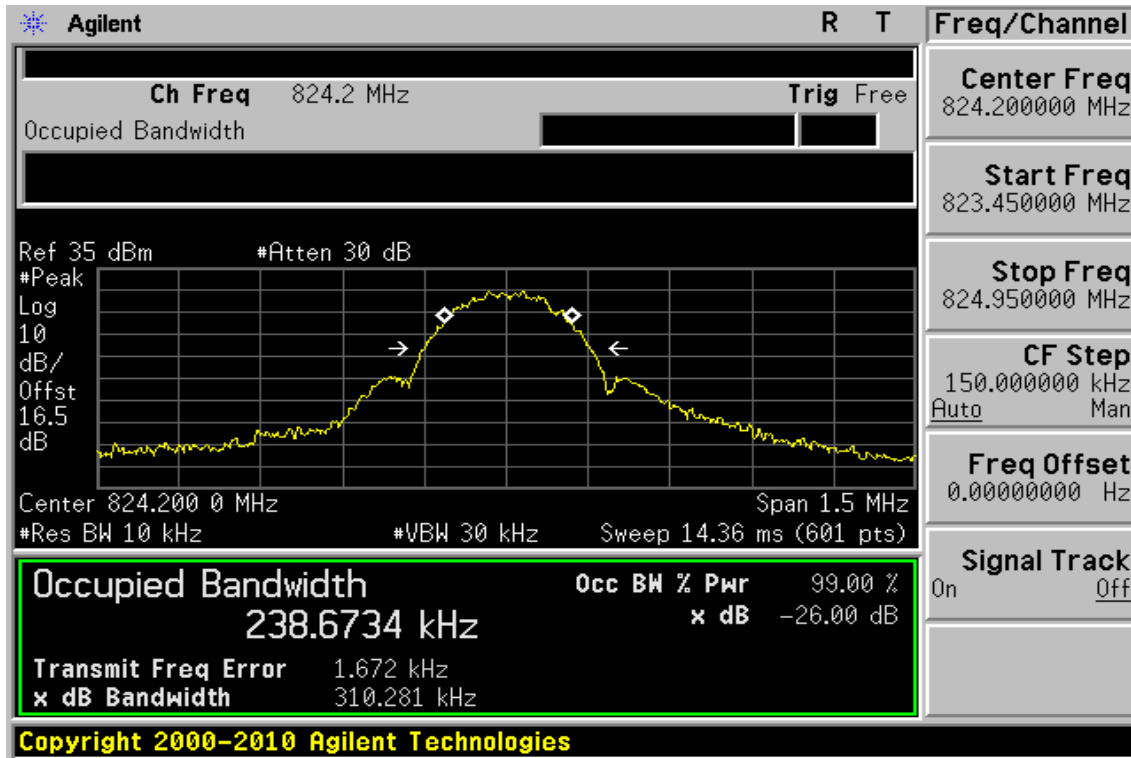 Agilent R T
Ch Freq 824.2 MHz Trig Free
Occupied Bandwidth
Ref 35 dBm #Atten 30 dB
#Peak
Log
10
dB/
Offst
16.5
dB
Center 824.200 0 MHz Span 1.5 MHz
#Res BW 10 kHz #VBW 30 kHz Sweep 14.36 ms (601 pts)
Occupied Bandwidth Occ BW % Pwr 99.00 %
238.6734 kHz x dB -26.00 dB
Transmit Freq Error 1.672 kHz
x dB Bandwidth 310.281 kHz
Copyright 2000-2010 Agilent Technologies
Freq/Channel
Center Freq
824.200000 MHz
Start Freq
823.450000 MHz
Stop Freq
824.950000 MHz
CF Step
150.000000 kHz
Auto Man
Freq Offset
0.00000000 Hz
Signal Track
On Off